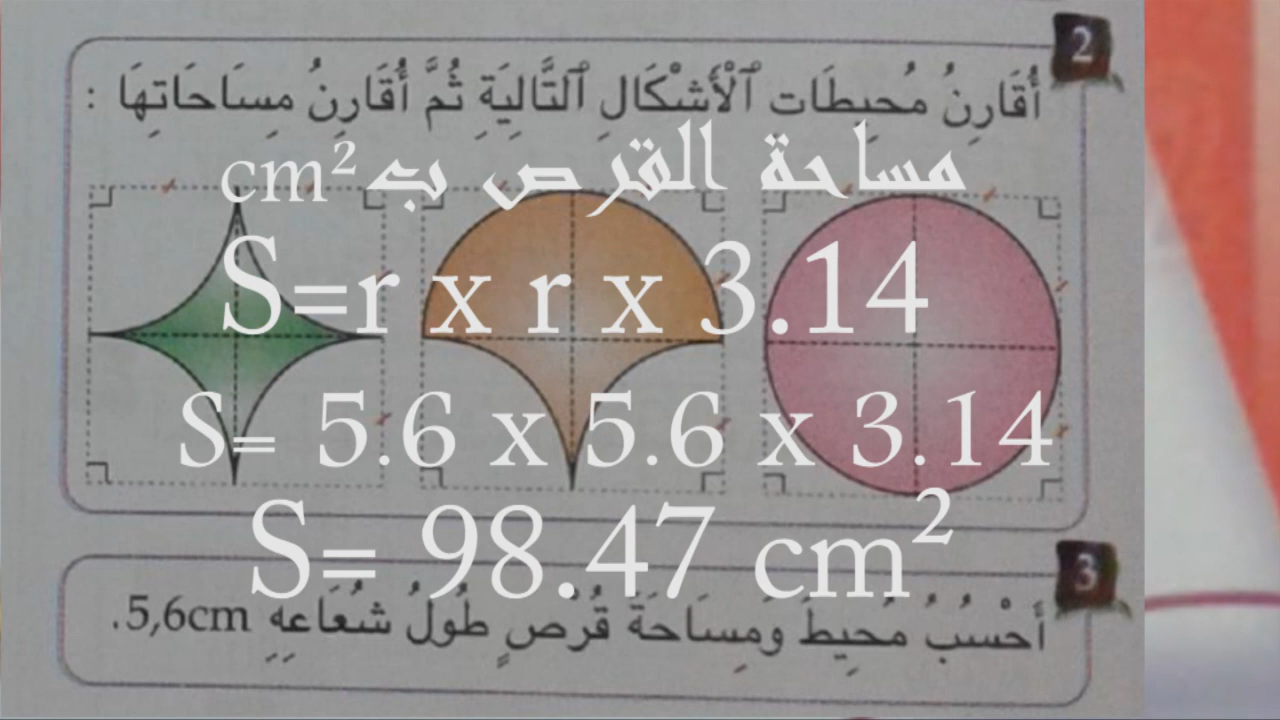 2
أُقَارِنُ مُحِيطَاتِ ٱلْأَشْكَالِ ٱلتَّالِيَةِ ثُمَّ أُقَارِنُ مِسَاحَاتِهَا :
مساحة القرص ب cm²
S=r x r x 3.14
S= 5.6 x 5.6 x 3.14
S= 98.47 cm²
3
أَحْسُبُ مُحِيطَ وَمِسَاحَةَ قُرْصٍ طُولُ شُعَاعِهِ 5,6cm.